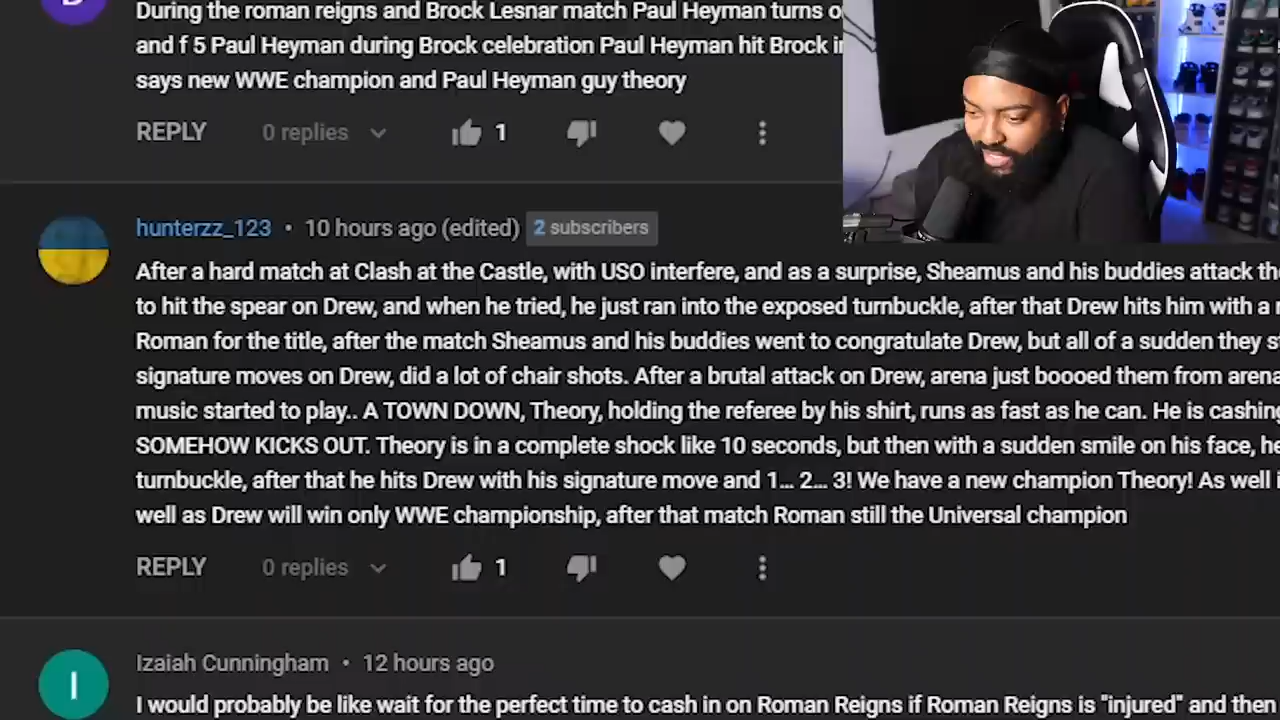 During the roman reigns and Brock Lesnar match Paul Heyman turns
and f 5 Paul Heyman during Brock celebration Paul Heyman hit Brock
says new WWE champion and Paul Heyman guy theory
REPLY 0 replies 1
hunterzz_123 • 10 hours ago (edited) 2 subscribers
After a hard match at Clash at the Castle, with USO interfere, and as a surprise, Sheamus and his buddies attack
to hit the spear on Drew, and when he tried, he just ran into the exposed turnbuckle, after that Drew hits him with a
Roman for the title, after the match Sheamus and his buddies went to congratulate Drew, but all of a sudden they
signature moves on Drew, did a lot of chair shots. After a brutal attack on Drew, arena just boooed them from arena
music started to play.. A TOWN DOWN, Theory, holding the referee by his shirt, runs as fast as he can. He is cashing
SOMEHOW KICKS OUT. Theory is in a complete shock like 10 seconds, but then with a sudden smile on his face,
turnbuckle, after that he hits Drew with his signature move and 1... 2... 3! We have a new champion Theory! As well
well as Drew will win only WWE championship, after that match Roman still the Universal champion
REPLY 0 replies 1
I
Izaiah Cunningham • 12 hours ago
I would probably be like wait for the perfect time to cash in on Roman Reigns if Roman Reigns is "injured" and then